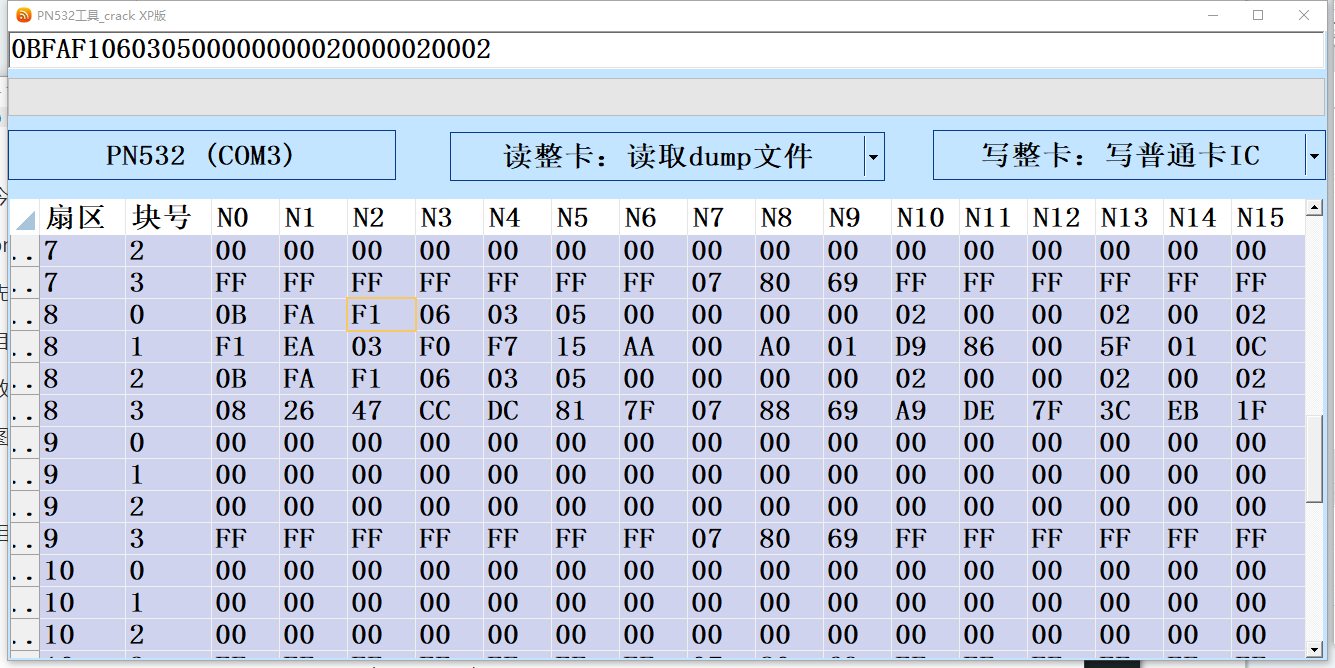 PN532工具_crack XP版
0BFAF106030500000000020000020002
PN532 (COM3) 读整卡：读取dump文件 写整卡：写普通卡IC
扇区 块号 N0 N1 N2 N3 N4 N5 N6 N7 N8 N9 N10 N11 N12 N13 N14 N15
.. 7 2 00 00 00 00 00 00 00 00 00 00 00 00 00 00 00 00
.. 7 3 FF FF FF FF FF FF FF 07 80 69 FF FF FF FF FF FF
.. 8 0 0B FA F1 06 03 05 00 00 00 00 02 00 00 02 00 02
.. 8 1 F1 EA 03 F0 F7 15 AA 00 A0 01 D9 86 00 5F 01 0C
.. 8 2 0B FA F1 06 03 05 00 00 00 00 02 00 00 02 00 02
.. 8 3 08 26 47 CC DC 81 7F 07 88 69 A9 DE 7F 3C EB 1F
.. 9 0 00 00 00 00 00 00 00 00 00 00 00 00 00 00 00 00
.. 9 1 00 00 00 00 00 00 00 00 00 00 00 00 00 00 00 00
.. 9 2 00 00 00 00 00 00 00 00 00 00 00 00 00 00 00 00
.. 9 3 FF FF FF FF FF FF FF 07 80 69 FF FF FF FF FF FF
.. 10 0 00 00 00 00 00 00 00 00 00 00 00 00 00 00 00 00
.. 10 1 00 00 00 00 00 00 00 00 00 00 00 00 00 00 00 00
.. 10 2 00 00 00 00 00 00 00 00 00 00 00 00 00 00 00 00